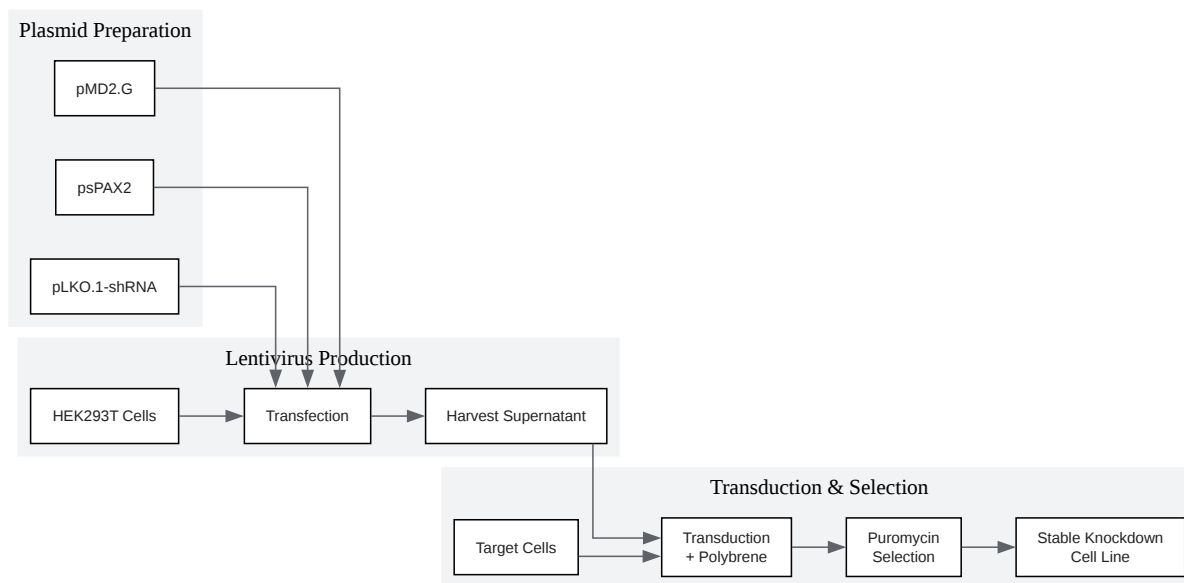 Plasmid Preparation
pMD2.G
psPAX2
pLKO.1-shRNA
Lentivirus Production
HEK293T Cells
Transfection
Harvest Supernatant
Transduction & Selection
Target Cells
Transduction
+ Polybrene
Puromycin
Selection
Stable Knockdown
Cell Line